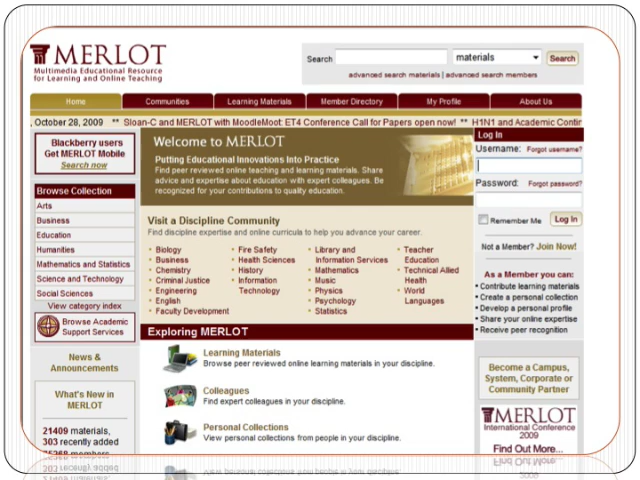 MERLOT
Multimedia Educational Resource
for Learning and Online Teaching
Search
materials
Search
advanced search materials | advanced search members
Home
Communities
Learning Materials
Member Directory
My Profile
About Us
, October 28, 2009 ** Sloan-C and MERLOT with MoodleMoot: ET4 Conference Call for Papers open now! ** H1N1 and Academic Contin
Blackberry users
Get MERLOT Mobile
Search now
Browse Collection
Arts
Business
Education
Humanities
Mathematics and Statistics
Science and Technology
Social Sciences
View category index
Browse Academic
Support Services
News &
Announcements
What's New in
MERLOT
21409 materials,
303 recently added
Welcome to MERLOT
Putting Educational Innovations Into Practice
Find peer reviewed online teaching and learning materials. Share
advice and expertise about education with expert colleagues. Be
recognized for your contributions to quality education.
Visit a Discipline Community
Find discipline expertise and online curricula to help you advance your career.
• Biology
• Business
• Chemistry
• Criminal Justice
• Engineering
• English
• Faculty Development
• Fire Safety
• Health Sciences
• History
• Information
Technology
• Library and
Information Services
• Mathematics
• Music
• Physics
• Psychology
• Statistics
• Teacher
Education
• Technical Allied
Health
• World
Languages
Exploring MERLOT
Learning Materials
Browse peer reviewed online learning materials in your discipline.
Colleagues
Find expert colleagues in your discipline.
Personal Collections
View personal collections from people in your discipline.
Log In
Username: Forgot username?
Password: Forgot password?
Remember Me
Log In
Not a Member? Join Now!
As a Member you can:
• Contribute learning materials
• Create a personal collection
• Develop a personal profile
• Share your online expertise
• Receive peer recognition
Become a Campus,
System, Corporate or
Community Partner
MERLOT
International Conference
2009
Find Out More...